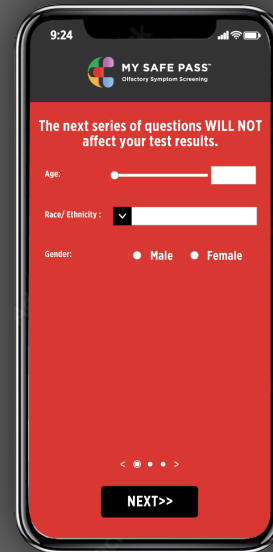 9:24
MY SAFE PASS™
Olfactory Symptom Screening
The next series of questions WILL NOT
affect your test results.
Age:
Race/ Ethnicity :
Gender:
Male
Female
< >
NEXT>>